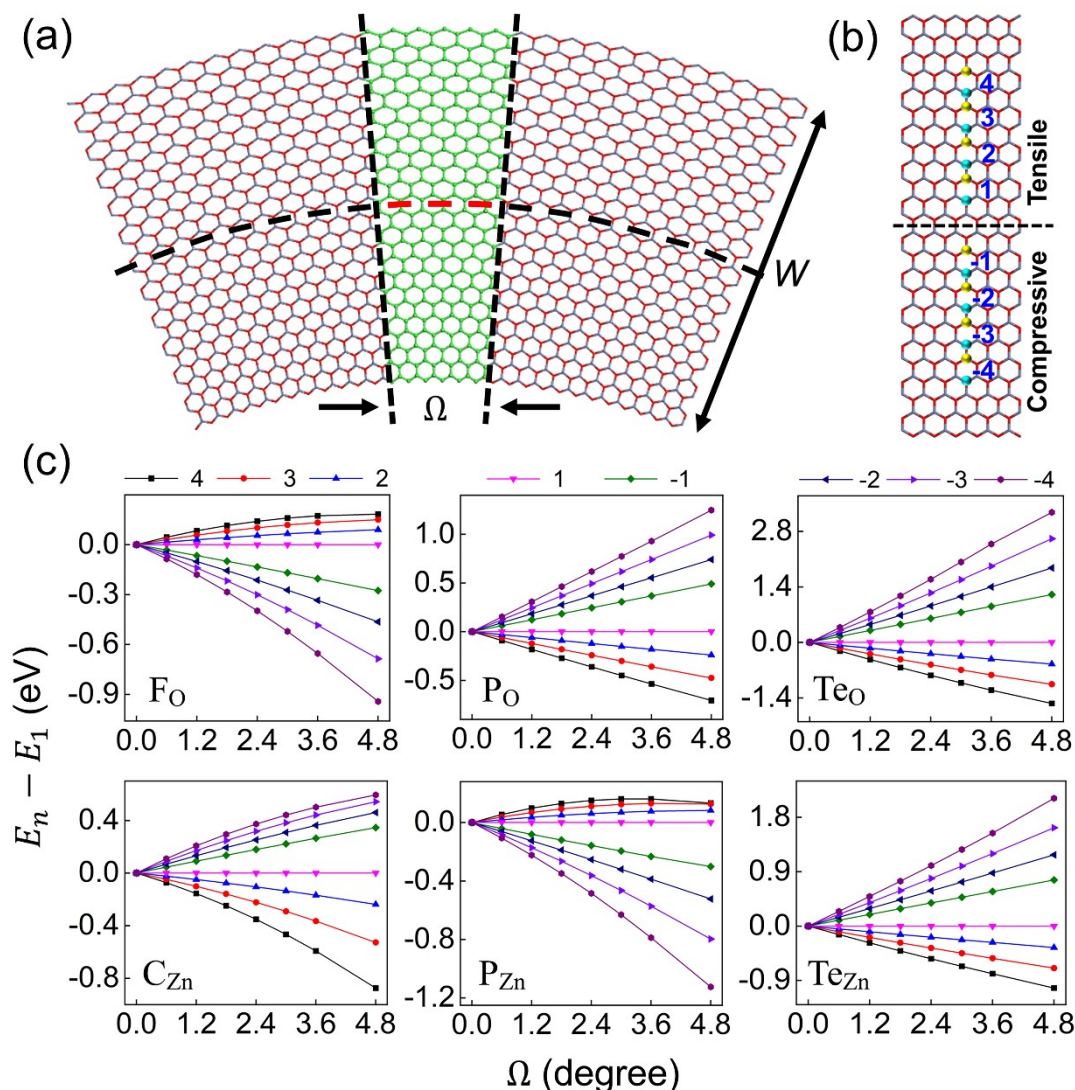 (a)
W
Ω
(b)
4
3
2
1
Tensile
-1
-2
-3
-4
Compressive
(c)
4 3 2 1 -1 -2 -3 -4
0.0
-0.3
-0.6
-0.9
F_O
0.0 1.2 2.4 3.6 4.8
1.0
0.5
0.0
-0.5
P_O
0.0 1.2 2.4 3.6 4.8
2.8
1.4
0.0
-1.4
Te_O
0.0 1.2 2.4 3.6 4.8
E_n − E_1 (eV)
0.4
0.0
-0.4
-0.8
C_Zn
0.0 1.2 2.4 3.6 4.8
0.0
-0.4
-0.8
-1.2
P_Zn
0.0 1.2 2.4 3.6 4.8
1.8
0.9
0.0
-0.9
Te_Zn
0.0 1.2 2.4 3.6 4.8
Ω (degree)